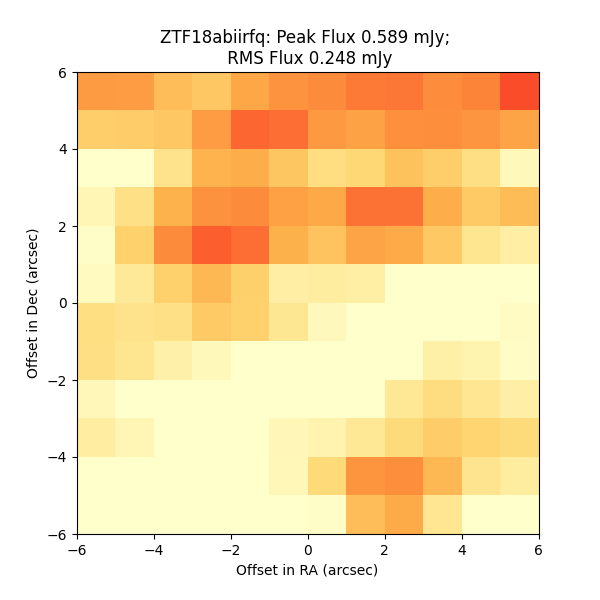 ZTF18abiirfq: Peak Flux 0.589 mJy;
RMS Flux 0.248 mJy
6
4
2
0
−2
−4
−6
Offset in Dec (arcsec)
−6 −4 −2 0 2 4 6
Offset in RA (arcsec)